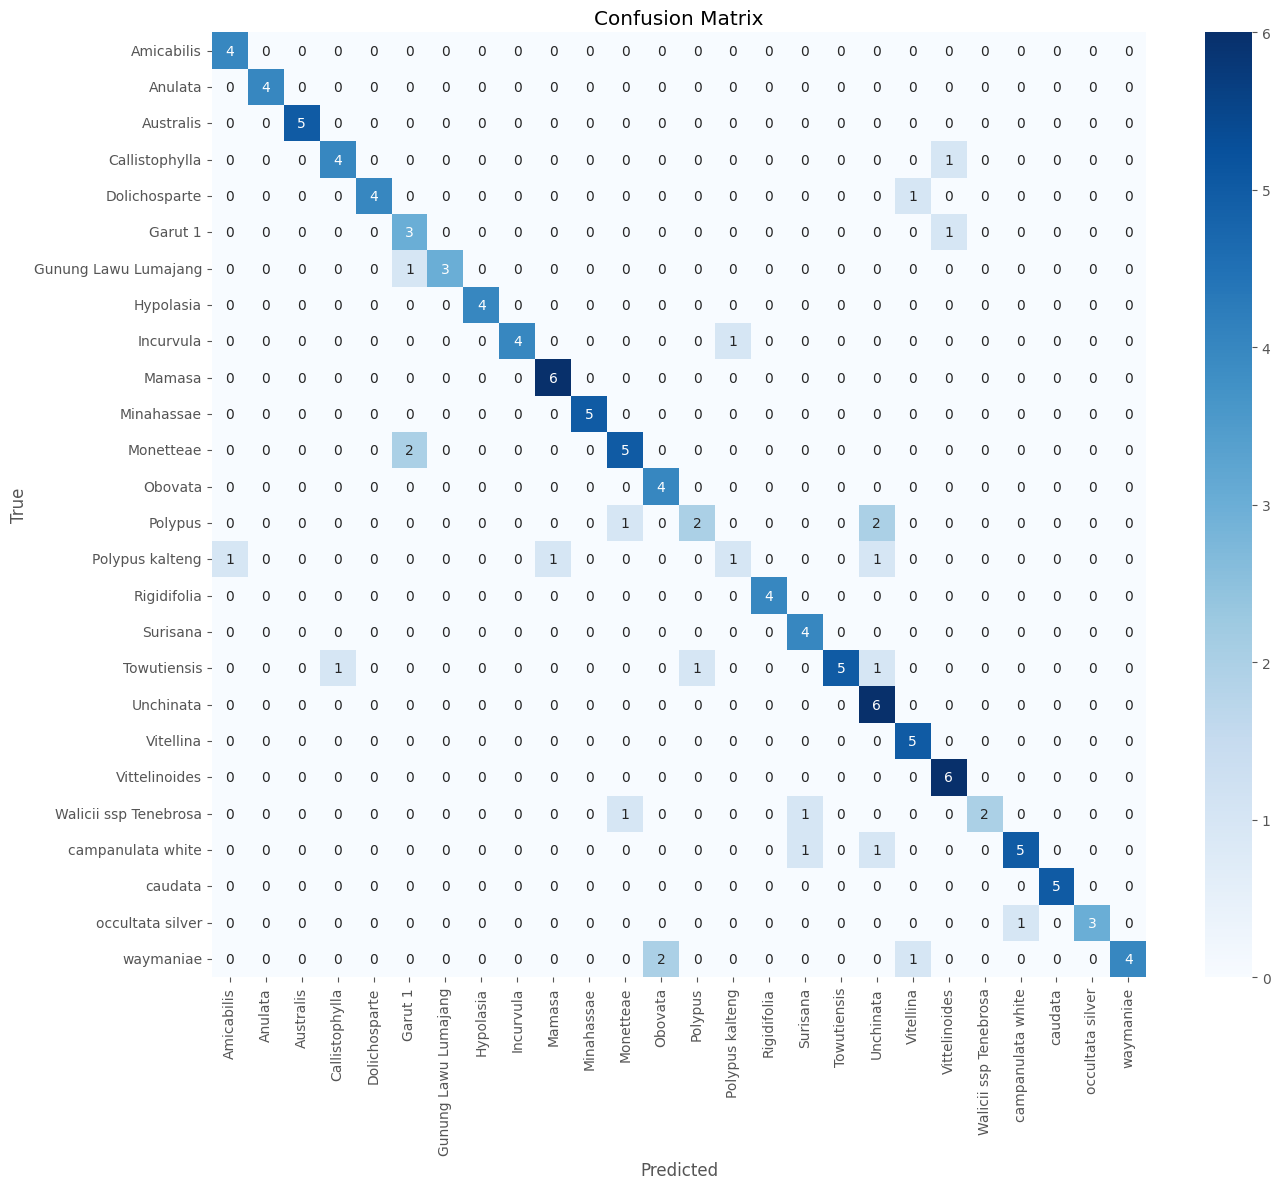 Confusion Matrix
True
Amicabilis 4 0 0 0 0 0 0 0 0 0 0 0 0 0 0 0 0 0 0 0 0 0 0 0 0 0
Anulata 0 4 0 0 0 0 0 0 0 0 0 0 0 0 0 0 0 0 0 0 0 0 0 0 0 0
Australis 0 0 5 0 0 0 0 0 0 0 0 0 0 0 0 0 0 0 0 0 0 0 0 0 0 0
Callistophylla 0 0 0 4 0 0 0 0 0 0 0 0 0 0 0 0 0 0 0 0 1 0 0 0 0 0
Dolichosparte 0 0 0 0 4 0 0 0 0 0 0 0 0 0 0 0 0 0 0 1 0 0 0 0 0 0
Garut 1 0 0 0 0 0 3 0 0 0 0 0 0 0 0 0 0 0 0 0 0 1 0 0 0 0 0
Gunung Lawu Lumajang 0 0 0 0 0 1 3 0 0 0 0 0 0 0 0 0 0 0 0 0 0 0 0 0 0 0
Hypolasia 0 0 0 0 0 0 0 4 0 0 0 0 0 0 0 0 0 0 0 0 0 0 0 0 0 0
Incurvula 0 0 0 0 0 0 0 0 4 0 0 0 0 0 1 0 0 0 0 0 0 0 0 0 0 0
Mamasa 0 0 0 0 0 0 0 0 0 6 0 0 0 0 0 0 0 0 0 0 0 0 0 0 0 0
Minahassae 0 0 0 0 0 0 0 0 0 0 5 0 0 0 0 0 0 0 0 0 0 0 0 0 0 0
Monetteae 0 0 0 0 0 2 0 0 0 0 0 5 0 0 0 0 0 0 0 0 0 0 0 0 0 0
Obovata 0 0 0 0 0 0 0 0 0 0 0 0 4 0 0 0 0 0 0 0 0 0 0 0 0 0
Polypus 0 0 0 0 0 0 0 0 0 0 0 1 0 2 0 0 0 0 2 0 0 0 0 0 0 0
Polypus kalteng 1 0 0 0 0 0 0 0 0 1 0 0 0 0 1 0 0 0 1 0 0 0 0 0 0 0
Rigidifolia 0 0 0 0 0 0 0 0 0 0 0 0 0 0 0 4 0 0 0 0 0 0 0 0 0 0
Surisana 0 0 0 0 0 0 0 0 0 0 0 0 0 0 0 0 4 0 0 0 0 0 0 0 0 0
Towutiensis 0 0 0 1 0 0 0 0 0 0 0 0 0 1 0 0 0 5 1 0 0 0 0 0 0 0
Unchinata 0 0 0 0 0 0 0 0 0 0 0 0 0 0 0 0 0 0 6 0 0 0 0 0 0 0
Vitellina 0 0 0 0 0 0 0 0 0 0 0 0 0 0 0 0 0 0 0 5 0 0 0 0 0 0
Vittelinoides 0 0 0 0 0 0 0 0 0 0 0 0 0 0 0 0 0 0 0 0 6 0 0 0 0 0
Walicii ssp Tenebrosa 0 0 0 0 0 0 0 0 0 0 0 1 0 0 0 0 1 0 0 0 0 2 0 0 0 0
campanulata white 0 0 0 0 0 0 0 0 0 0 0 0 0 0 0 0 1 0 1 0 0 0 5 0 0 0
caudata 0 0 0 0 0 0 0 0 0 0 0 0 0 0 0 0 0 0 0 0 0 0 0 5 0 0
occultata silver 0 0 0 0 0 0 0 0 0 0 0 0 0 0 0 0 0 0 0 0 0 0 1 0 3 0
waymaniae 0 0 0 0 0 0 0 0 0 0 0 0 2 0 0 0 0 0 0 1 0 0 0 0 0 4
Amicabilis
Anulata
Australis
Callistophylla
Dolichosparte
Garut 1
Gunung Lawu Lumajang
Hypolasia
Incurvula
Mamasa
Minahassae
Monetteae
Obovata
Polypus
Polypus kalteng
Rigidifolia
Surisana
Towutiensis
Unchinata
Vitellina
Vittelinoides
Walicii ssp Tenebrosa
campanulata white
caudata
occultata silver
waymaniae
Predicted
6
5
4
3
2
1
0